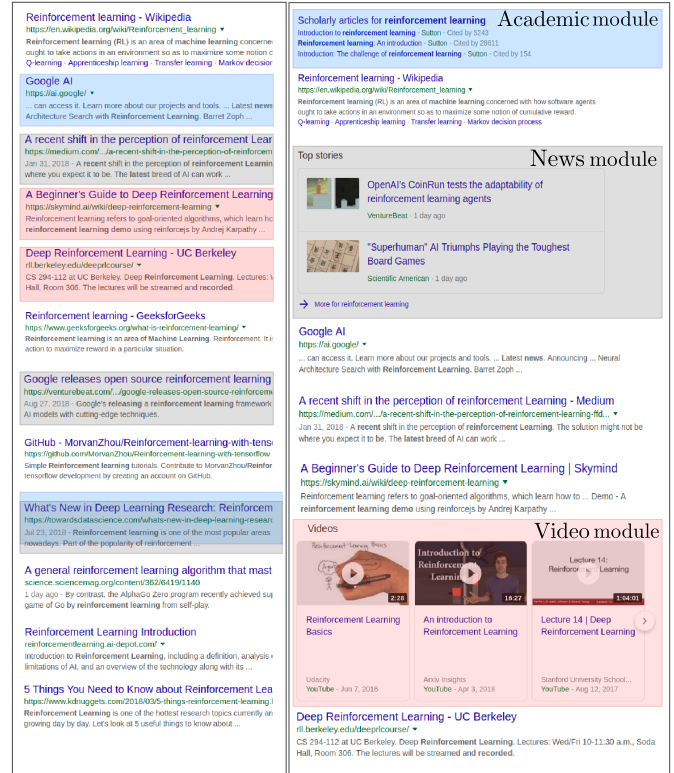 Reinforcement learning - Wikipedia
https://en.wikipedia.org/wiki/Reinforcement_learning
Reinforcement learning (RL) is an area of machine learning concerne
ought to take actions in an environment so as to maximize some notion c
Q-learning · Apprenticeship learning · Transfer learning · Markov decisior
Google AI
https://ai.google/
... can access it. Learn more about our projects and tools. ... Latest news
Architecture Search with Reinforcement Learning. Barret Zoph ...
A recent shift in the perception of reinforcement Lear
https://medium.com/.../a-recent-shift-in-the-perception-of-reinforcem
Jan 31, 2018 - A recent shift in the perception of reinforcement Learnin
where you expect it to be. The latest breed of AI can work ...
A Beginner's Guide to Deep Reinforcement Learning
https://skymind.ai/wiki/deep-reinforcement-learning
Reinforcement learning refers to goal-oriented algorithms, which learn ho
reinforcement learning demo using reinforcejs by Andrej Karpathy ...
Deep Reinforcement Learning - UC Berkeley
rll.berkeley.edu/deeprlcourse/
CS 294-112 at UC Berkeley. Deep Reinforcement Learning. Lectures: \
Hall, Room 306. The lectures will be streamed and recorded.
Reinforcement learning - GeeksforGeeks
https://www.geeksforgeeks.org/what-is-reinforcement-learning/
Reinforcement learning is an area of Machine Learning. Reinforcement. It is
action to maximize reward in a particular situation.
Google releases open source reinforcement learning
https://venturebeat.com/.../google-releases-open-source-reinforceme
Aug 27, 2018 - Google's releasing a reinforcement learning framework
AI models with cutting-edge techniques.
GitHub - MorvanZhou/Reinforcement-learning-with-tens
https://github.com/MorvanZhou/Reinforcement-learning-with-tensorflow
Simple Reinforcement learning tutorials. Contribute to MorvanZhou/Reinfor
tensorflow development by creating an account on GitHub.
What's New in Deep Learning Research: Reinforcem
https://towardsdatascience.com/whats-new-in-deep-learning-resear
Jul 23, 2018 - Reinforcement learning is one of the most popular areas
nowadays. Part of the popularity of reinforcement ...
A general reinforcement learning algorithm that mast
science.sciencemag.org/content/362/6419/1140
1 day ago - By contrast, the AlphaGo Zero program recently achieved sup
game of Go by reinforcement learning from self-play.
Reinforcement Learning Introduction
reinforcementlearning.ai-depot.com/
Introduction to Reinforcement Learning, including a definition, analysis
limitations of AI, and an overview of the technology along with its ...
5 Things You Need to Know about Reinforcement Lea
https://www.kdnuggets.com/2018/03/5-things-reinforcement-learning.l
Reinforcement Learning is one of the hottest research topics currently an
growing day by day. Let's look at 5 useful things to know about ...
Scholarly articles for reinforcement learning
Academic module
Introduction to reinforcement learning - Sutton - Cited by 5243
Reinforcement learning: An introduction - Sutton - Cited by 29811
Introduction: The challenge of reinforcement learning - Sutton - Cited by 154
Reinforcement learning - Wikipedia
https://en.wikipedia.org/wiki/Reinforcement_learning
Reinforcement learning (RL) is an area of machine learning concerned with how software agents
ought to take actions in an environment so as to maximize some notion of cumulative reward.
Q-learning · Apprenticeship learning · Transfer learning · Markov decision process
Top stories
News module
OpenAI's CoinRun tests the adaptability of
reinforcement learning agents
VentureBeat · 1 day ago
"Superhuman" AI Triumphs Playing the Toughest
Board Games
Scientific American · 1 day ago
More for reinforcement learning
Google AI
https://ai.google/
... can access it. Learn more about our projects and tools. ... Latest news. Announcing ... Neural
Architecture Search with Reinforcement Learning. Barret Zoph ...
A recent shift in the perception of reinforcement Learning - Medium
https://medium.com/.../a-recent-shift-in-the-perception-of-reinforcement-learning-ffd...
Jan 31, 2018 - A recent shift in the perception of reinforcement Learning. The solution might not be
where you expect it to be. The latest breed of AI can work ...
A Beginner's Guide to Deep Reinforcement Learning | Skymind
https://skymind.ai/wiki/deep-reinforcement-learning
Reinforcement learning refers to goal-oriented algorithms, which learn how to ... Demo - A
reinforcement learning demo using reinforcejs by Andrej Karpathy ...
Videos
Video module
Introduction to
Reinforcement
Learning
Lecture 14:
Reinforcement Learning
2:28
16:27
1:04:01
Reinforcement Learning
Basics
An introduction to
Reinforcement Learning
Lecture 14 | Deep
Reinforcement Learning
Udacity
YouTube - Jun 7, 2016
Arxiv Insights
YouTube - Apr 3, 2018
Stanford University School...
YouTube - Aug 12, 2017
Deep Reinforcement Learning - UC Berkeley
rll.berkeley.edu/deeprlcourse/
CS 294-112 at UC Berkeley. Deep Reinforcement Learning. Lectures: Wed/Fri 10-11:30 a.m., Soda
Hall, Room 306. The lectures will be streamed and recorded.